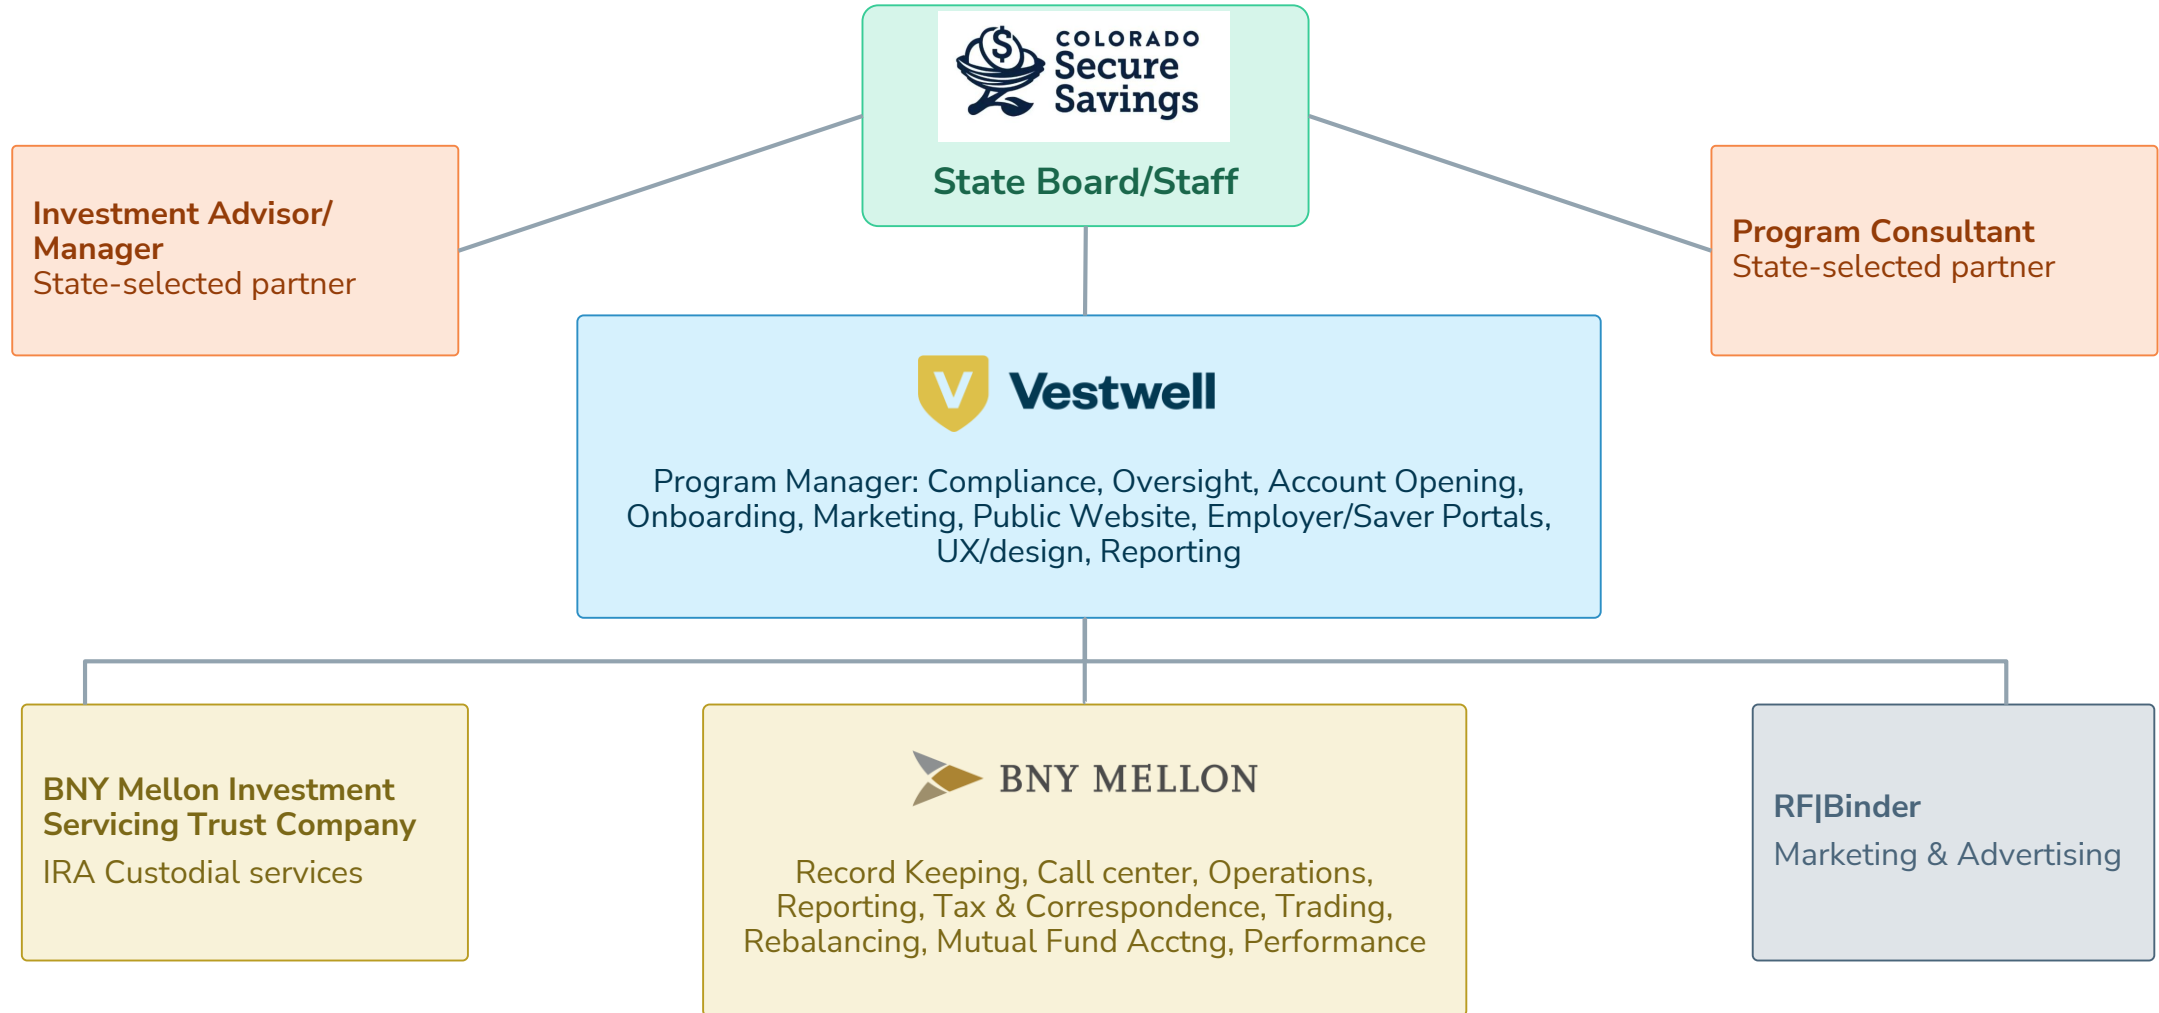 COLORADO
Secure
Savings
State Board/Staff
Investment Advisor/
Manager
State-selected partner
Program Consultant
State-selected partner
V Vestwell
Program Manager: Compliance, Oversight, Account Opening,
Onboarding, Marketing, Public Website, Employer/Saver Portals,
UX/design, Reporting
BNY Mellon Investment
Servicing Trust Company
IRA Custodial services
BNY MELLON
Record Keeping, Call center, Operations,
Reporting, Tax & Correspondence, Trading,
Rebalancing, Mutual Fund Acctng, Performance
RF|Binder
Marketing & Advertising